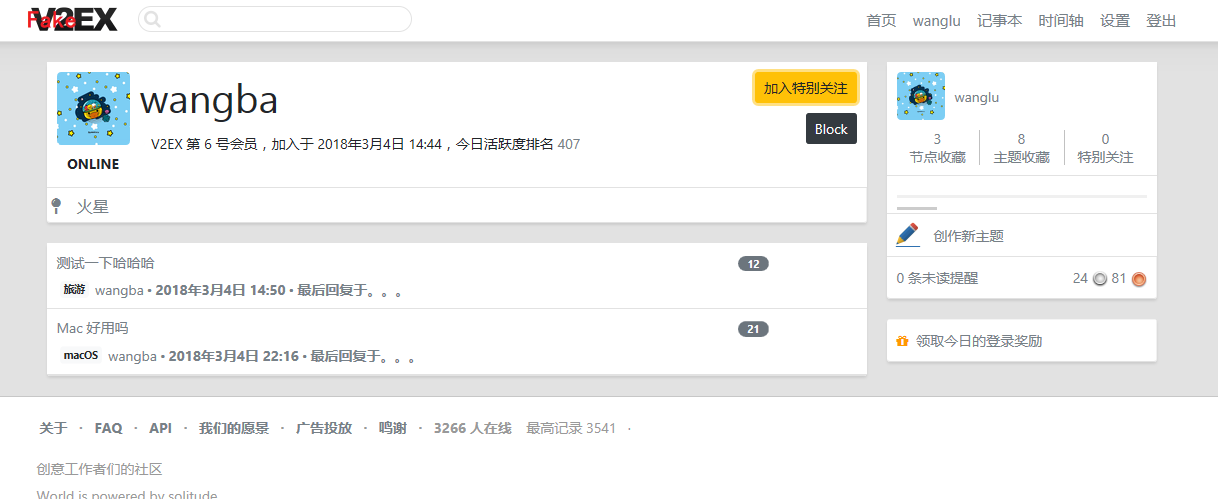 Fake V2EX
首页 wanglu 记事本 时间轴 设置 登出
wangba
加入特别关注
V2EX 第 6 号会员，加入于 2018年3月4日 14:44，今日活跃度排名 407
Block
ONLINE
火星
测试一下哈哈哈 12
旅游 wangba • 2018年3月4日 14:50 • 最后回复于。。。
Mac 好用吗 21
macOS wangba • 2018年3月4日 22:16 • 最后回复于。。。
wanglu
3 8 0
节点收藏 主题收藏 特别关注
创作新主题
0 条未读提醒 24 81
领取今日的登录奖励
关于 · FAQ · API · 我们的愿景 · 广告投放 · 鸣谢 · 3266 人在线 最高记录 3541 ·
创意工作者们的社区
World is powered by solitude